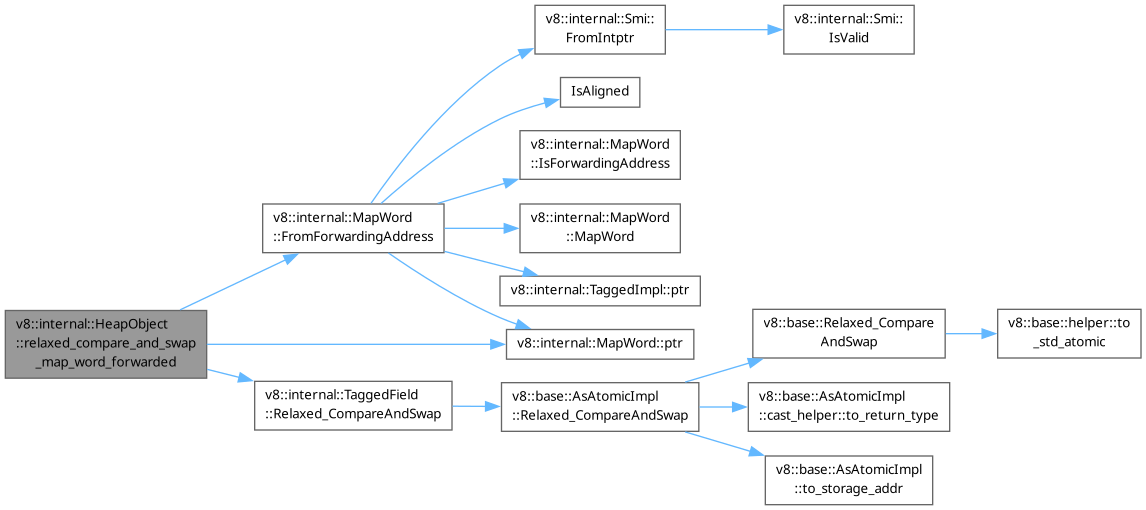 v8::internal::Smi::
FromIntptr
v8::internal::Smi::
IsValid
IsAligned
v8::internal::MapWord
::IsForwardingAddress
v8::internal::MapWord
::FromForwardingAddress
v8::internal::MapWord
::MapWord
v8::internal::TaggedImpl::ptr
v8::internal::HeapObject
::relaxed_compare_and_swap
_map_word_forwarded
v8::internal::MapWord::ptr
v8::base::Relaxed_Compare
AndSwap
v8::base::helper::to
_std_atomic
v8::internal::TaggedField
::Relaxed_CompareAndSwap
v8::base::AsAtomicImpl
::Relaxed_CompareAndSwap
v8::base::AsAtomicImpl
::cast_helper::to_return_type
v8::base::AsAtomicImpl
::to_storage_addr